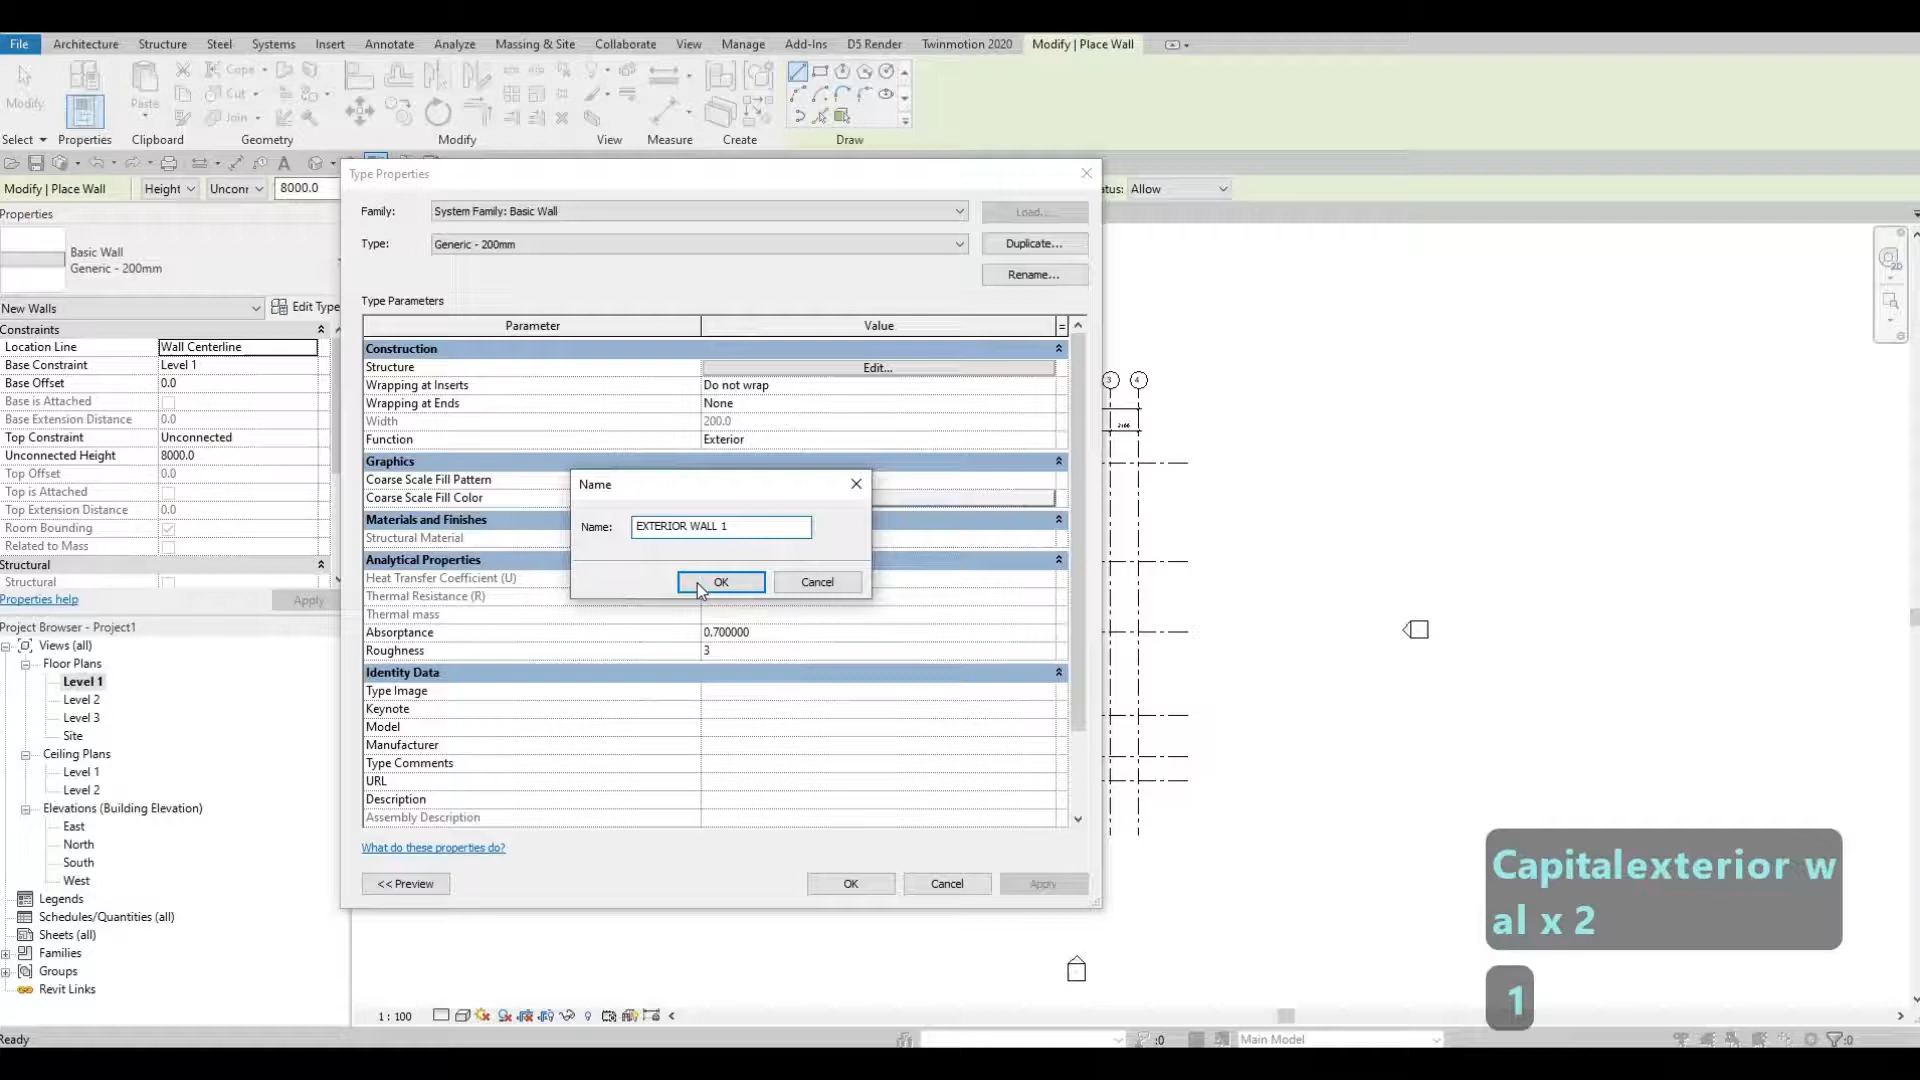 File Architecture Structure Steel Systems Insert Annotate Analyze Massing & Site Collaborate View Manage Add-Ins D5 Render Twinmotion 2020 Modify | Place Wall
Modify Paste Cope Cut Join
Select Properties Clipboard Geometry Modify View Measure Create Draw
Modify | Place Wall Height Unconr 8000.0 Allow
Type Properties
Family: System Family: Basic Wall Load...
Type: Generic - 200mm Duplicate...
Rename...
Type Parameters
Parameter Value =
Construction
Structure Edit...
Wrapping at Inserts Do not wrap
Wrapping at Ends None
Width 200.0
Function Exterior
Graphics
Coarse Scale Fill Pattern
Coarse Scale Fill Color
Materials and Finishes
Structural Material
Analytical Properties
Heat Transfer Coefficient (U)
Thermal Resistance (R)
Thermal mass
Absorptance 0.700000
Roughness 3
Identity Data
Type Image
Keynote
Model
Manufacturer
Type Comments
URL
Description
Assembly Description
What do these properties do?
<< Preview OK Cancel Apply
Name
Name: EXTERIOR WALL 1
OK Cancel
Properties
Basic Wall
Generic - 200mm
New Walls Edit Type
Constraints
Location Line Wall Centerline
Base Constraint Level 1
Base Offset 0.0
Base is Attached
Base Extension Distance 0.0
Top Constraint Unconnected
Unconnected Height 8000.0
Top Offset 0.0
Top is Attached
Top Extension Distance 0.0
Room Bounding
Related to Mass
Structural
Structural
Properties help Apply
Project Browser - Project1
Views (all)
Floor Plans
Level 1
Level 2
Level 3
Site
Ceiling Plans
Level 1
Level 2
Elevations (Building Elevation)
East
North
South
West
Legends
Schedules/Quantities (all)
Sheets (all)
Families
Groups
Revit Links
3 4
2D
Capitalexterior w
al x 2
1
1 : 100
Ready :0 Main Model :0